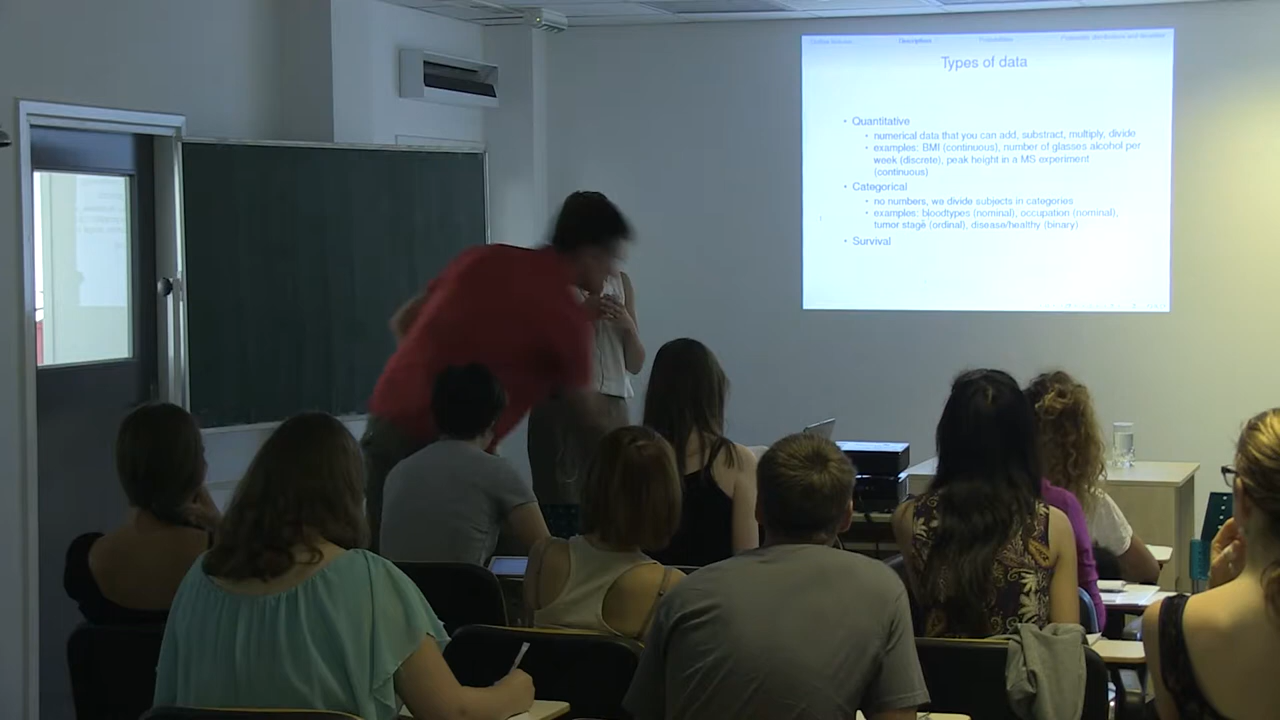 Descriptives
Probabilities
Types of data
• Quantitative
• numerical data that you can add, substract, multiply, divide
• examples: BMI (continuous), number of glasses alcohol per
week (discrete), peak height in a MS experiment
(continuous)
• Categorical
• no numbers, we divide subjects in categories
• examples: bloodtypes (nominal), occupation (nominal),
tumor stage (ordinal), disease/healthy (binary)
• Survival